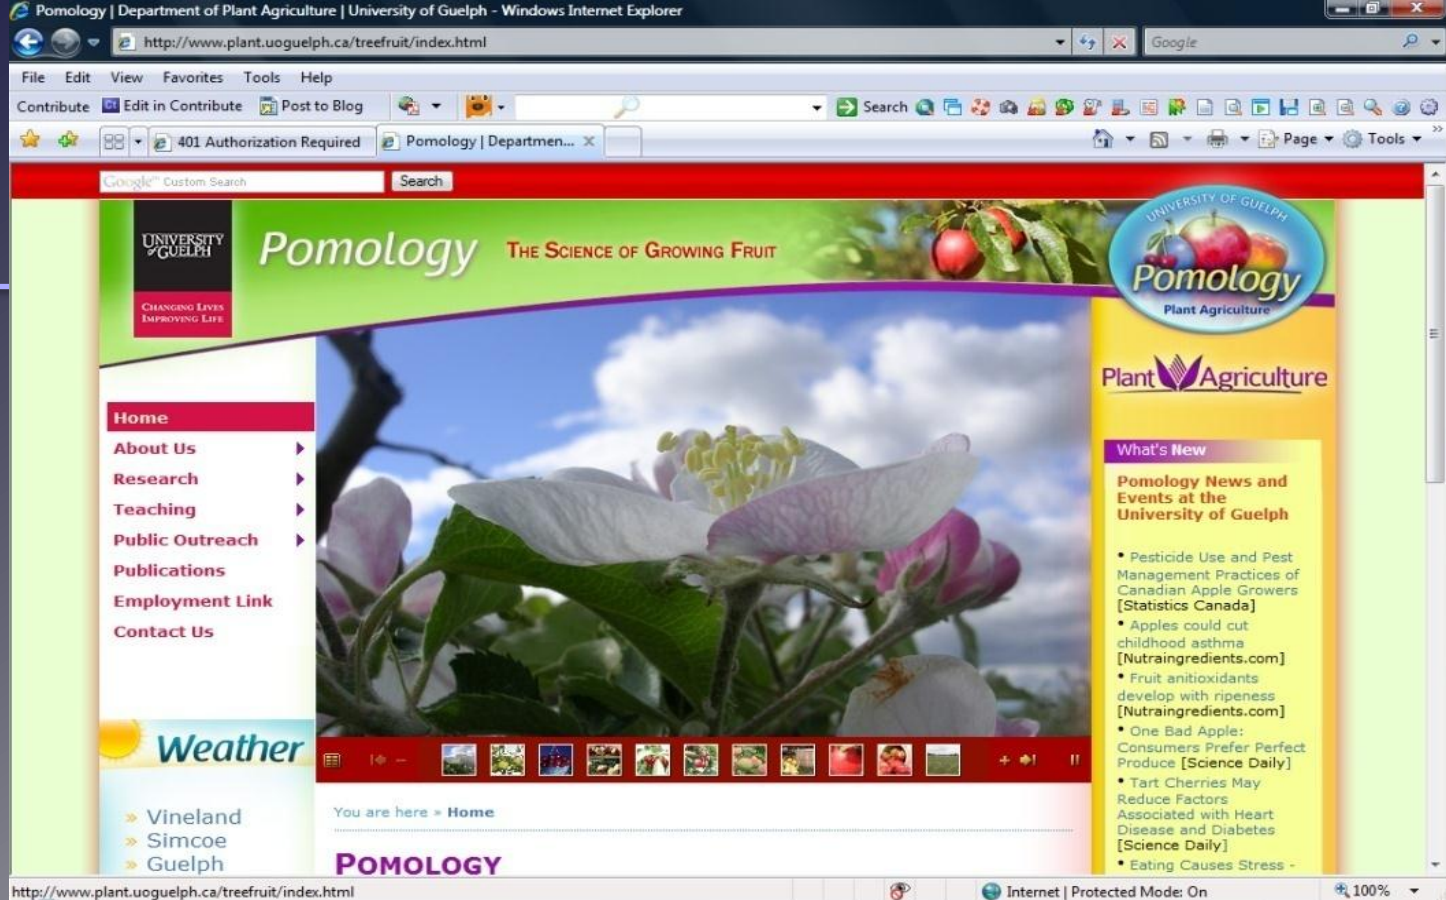 Pomology | Department of Plant Agriculture | University of Guelph - Windows Internet Explorer
http://www.plant.uoguelph.ca/treefruit/index.html
Google
File Edit View Favorites Tools Help
Contribute Edit in Contribute Post to Blog
Search
401 Authorization Required
Pomology | Departmen...
Page Tools
Google™ Custom Search
Search
UNIVERSITY
OF GUELPH
CHANGING LIVES
IMPROVING LIFE
Pomology
THE SCIENCE OF GROWING FRUIT
UNIVERSITY OF GUELPH
Pomology
Plant Agriculture
Plant Agriculture
Home
About Us
Research
Teaching
Public Outreach
Publications
Employment Link
Contact Us
Weather
» Vineland
» Simcoe
» Guelph
You are here » Home
POMOLOGY
What's New
Pomology News and
Events at the
University of Guelph
• Pesticide Use and Pest
Management Practices of
Canadian Apple Growers
[Statistics Canada]
• Apples could cut
childhood asthma
[Nutraingredients.com]
• Fruit anitioxidants
develop with ripeness
[Nutraingredients.com]
• One Bad Apple:
Consumers Prefer Perfect
Produce [Science Daily]
• Tart Cherries May
Reduce Factors
Associated with Heart
Disease and Diabetes
[Science Daily]
• Eating Causes Stress -
http://www.plant.uoguelph.ca/treefruit/index.html
Internet | Protected Mode: On
100%